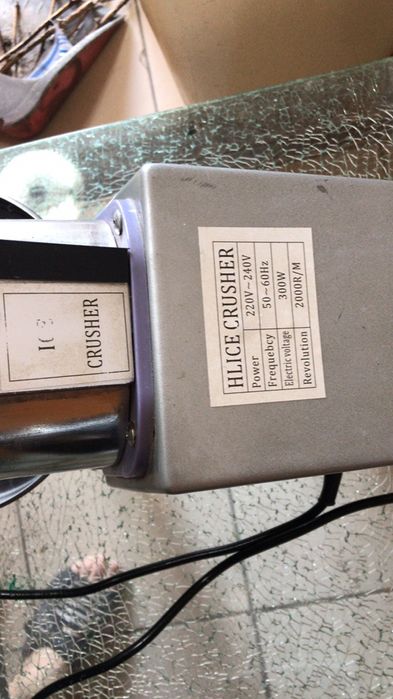 HLICE CRUSHER
Power 220V~240V
Frequebcy 50~60Hz
Electric voltage 300W
Revolution 2000R/M
CRUSHER